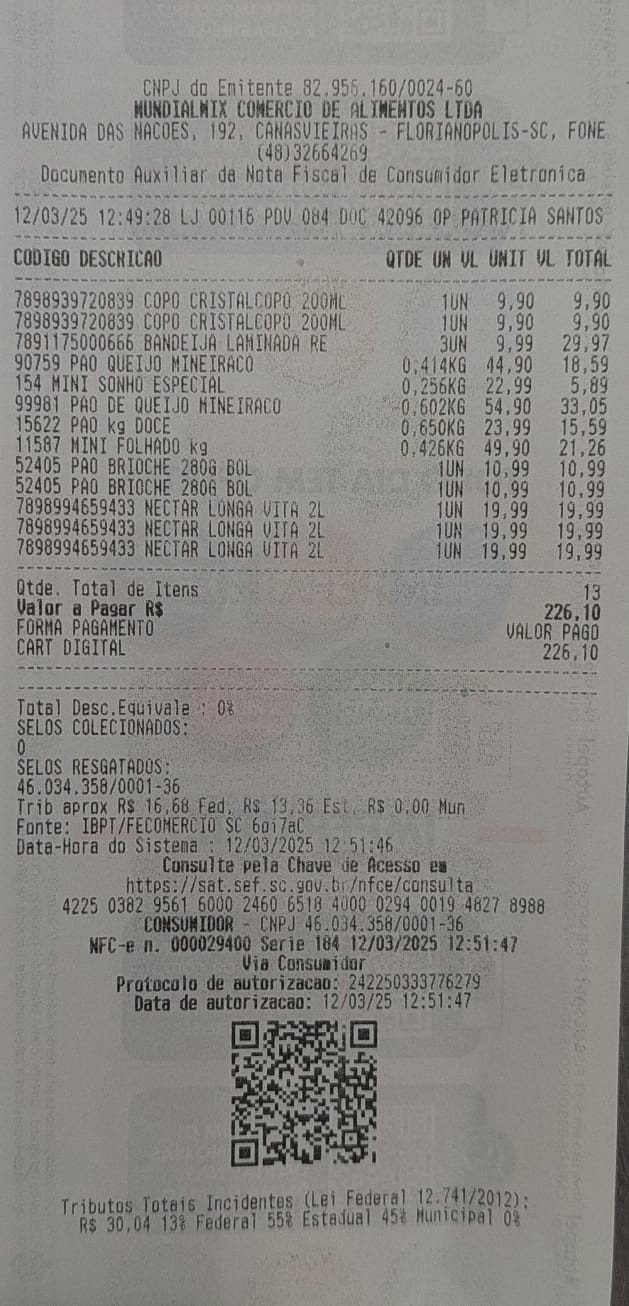 CNPJ do Emitente 82.956.160/0024-60
MUNDIALMIX COMERCIO DE ALIMENTOS LTDA
AVENIDA DAS NACOES, 192, CANASVIEIRAS - FLORIANOPOLIS-SC, FONE
(48)32664269
Documento Auxiliar da Nota Fiscal de Consumidor Eletronica
12/03/25 12:49:28 LJ 00116 PDV 084 DOC 42096 OP PATRICIA SANTOS
CODIGO DESCRICAO QTDE UN VL UNIT VL TOTAL
7898939720839 COPO CRISTALCOPO 200ML 1UN 9,90 9,90
7898939720839 COPO CRISTALCOPO 200ML 1UN 9,90 9,90
7891175000666 BANDEIJA LAMINADA RE 3UN 9,99 29,97
90759 PAO QUEIJO MINEIRACO 0,414KG 44,90 18,59
154 MINI SONHO ESPECIAL 0,256KG 22,99 5,89
99981 PAO DE QUEIJO MINEIRACO 0,602KG 54,90 33,05
15622 PAO kg DOCE 0,650KG 23,99 15,59
11587 MINI FOLHADO kg 0,426KG 49,90 21,26
52405 PAO BRIOCHE 280G BOL 1UN 10,99 10,99
52405 PAO BRIOCHE 280G BOL 1UN 10,99 10,99
7898994659433 NECTAR LONGA VITA 2L 1UN 19,99 19,99
7898994659433 NECTAR LONGA VITA 2L 1UN 19,99 19,99
7898994659433 NECTAR LONGA VITA 2L 1UN 19,99 19,99
Qtde. Total de Itens 13
Valor a Pagar R$ 226,10
FORMA PAGAMENTO VALOR PAGO
CART DIGITAL 226,10
Total Desc.Equivale : 0%
SELOS COLECIONADOS:
0
SELOS RESGATADOS:
46.034.358/0001-36
Trib aprox R$ 16,68 Fed, R$ 13,36 Est, R$ 0,00 Mun
Fonte: IBPT/FECOMERCIO SC 6oi7aC
Data-Hora do Sistema : 12/03/2025 12:51:46
Consulte pela Chave de Acesso em
https://sat.sef.sc.gov.br/nfce/consulta
4225 0382 9561 6000 2460 6518 4000 0294 0019 4827 8988
CONSUMIDOR - CNPJ 46.034.358/0001-36
NFC-e n. 000029400 Serie 184 12/03/2025 12:51:47
Via Consumidor
Protocolo de autorizacao: 242250333776279
Data de autorizacao: 12/03/25 12:51:47
Tributos Totais Incidentes (Lei Federal 12.741/2012):
R$ 30,04 13% Federal 55% Estadual 45% Municipal 0%